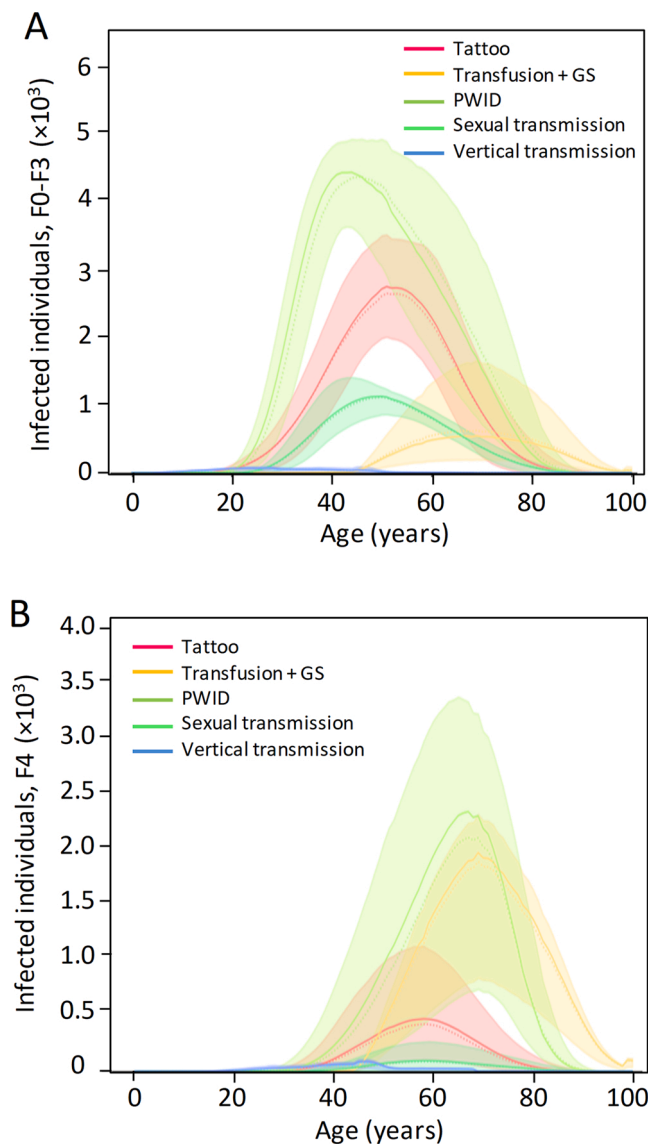 A
Infected individuals, F0-F3 (×10³)
6
5
4
3
2
1
0
Tattoo
Transfusion + GS
PWID
Sexual transmission
Vertical transmission
0 20 40 60 80 100
Age (years)
B
Infected individuals, F4 (×10³)
4.0
3.5
3.0
2.5
2.0
1.5
1.0
0.5
0
Tattoo
Transfusion + GS
PWID
Sexual transmission
Vertical transmission
0 20 40 60 80 100
Age (years)